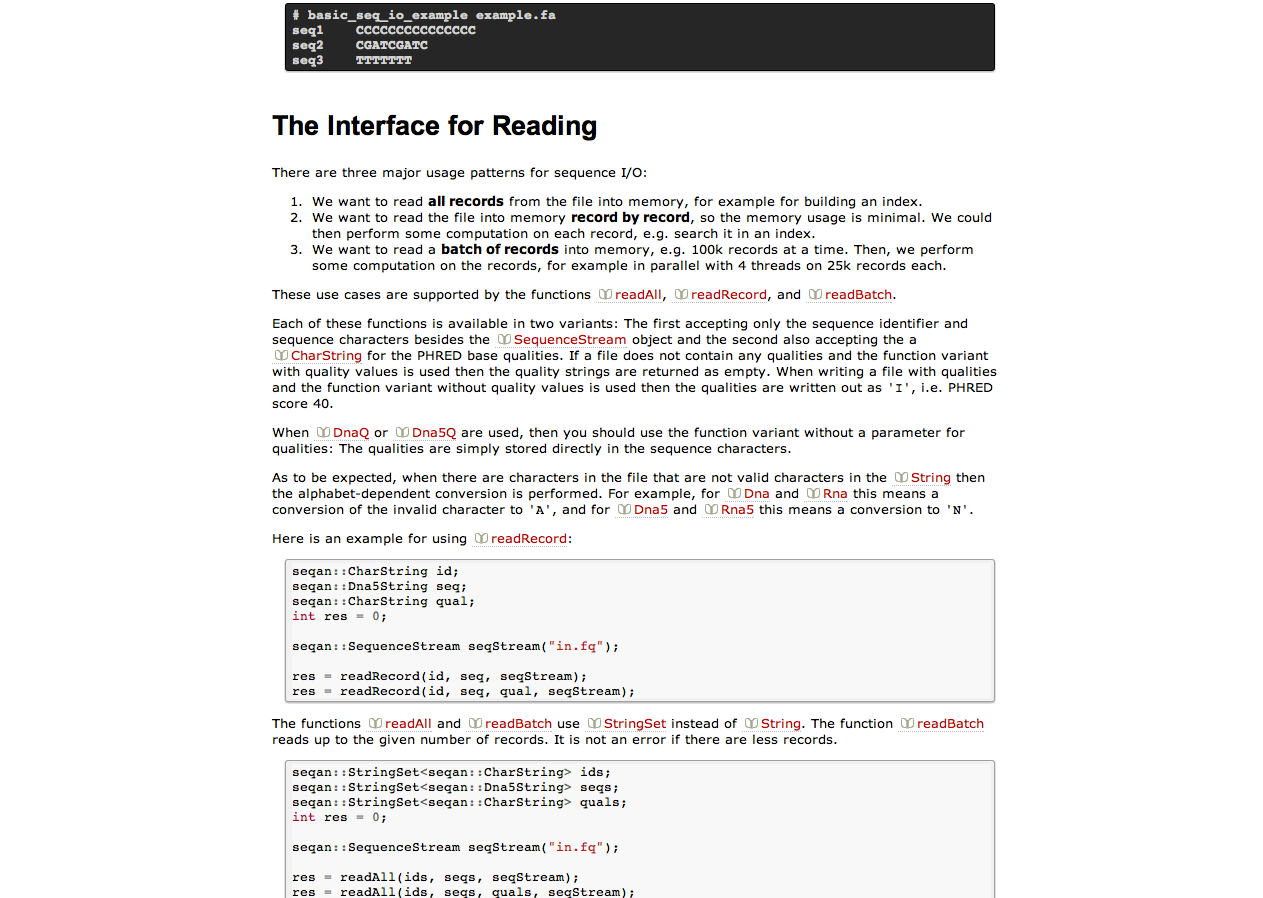 # basic_seq_io_example example.fa
seq1    CCCCCCCCCCCCCCC
seq2    CGATCGATC
seq3    TTTTTTT
The Interface for Reading
There are three major usage patterns for sequence I/O:
1. We want to read all records from the file into memory, for example for building an index.
2. We want to read the file into memory record by record, so the memory usage is minimal. We could
then perform some computation on each record, e.g. search it in an index.
3. We want to read a batch of records into memory, e.g. 100k records at a time. Then, we perform
some computation on the records, for example in parallel with 4 threads on 25k records each.
These use cases are supported by the functions readAll, readRecord, and readBatch.
Each of these functions is available in two variants: The first accepting only the sequence identifier and
sequence characters besides the SequenceStream object and the second also accepting the a
CharString for the PHRED base qualities. If a file does not contain any qualities and the function variant
with quality values is used then the quality strings are returned as empty. When writing a file with qualities
and the function variant without quality values is used then the qualities are written out as 'I', i.e. PHRED
score 40.
When DnaQ or Dna5Q are used, then you should use the function variant without a parameter for
qualities: The qualities are simply stored directly in the sequence characters.
As to be expected, when there are characters in the file that are not valid characters in the String then
the alphabet-dependent conversion is performed. For example, for Dna and Rna this means a
conversion of the invalid character to 'A', and for Dna5 and Rna5 this means a conversion to 'N'.
Here is an example for using readRecord:
seqan::CharString id;
seqan::Dna5String seq;
seqan::CharString qual;
int res = 0;
seqan::SequenceStream seqStream("in.fq");
res = readRecord(id, seq, seqStream);
res = readRecord(id, seq, qual, seqStream);
The functions readAll and readBatch use StringSet instead of String. The function readBatch
reads up to the given number of records. It is not an error if there are less records.
seqan::StringSet<seqan::CharString> ids;
seqan::StringSet<seqan::Dna5String> seqs;
seqan::StringSet<seqan::CharString> quals;
int res = 0;
seqan::SequenceStream seqStream("in.fq");
res = readAll(ids, seqs, seqStream);
res = readAll(ids, seqs, quals, seqStream);